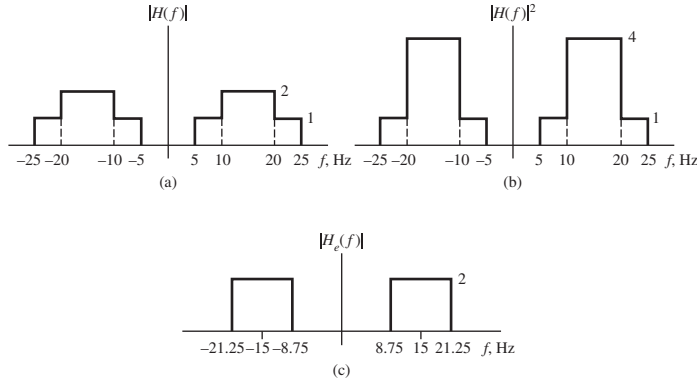 |H(f)|
2
1
–25 –20 –10 –5 5 10 20 25 f, Hz
(a)
|H(f)|²
4
1
–25 –20 –10 –5 5 10 20 25 f, Hz
(b)
|Hₑ(f)|
2
–21.25 –15 –8.75 8.75 15 21.25 f, Hz
(c)